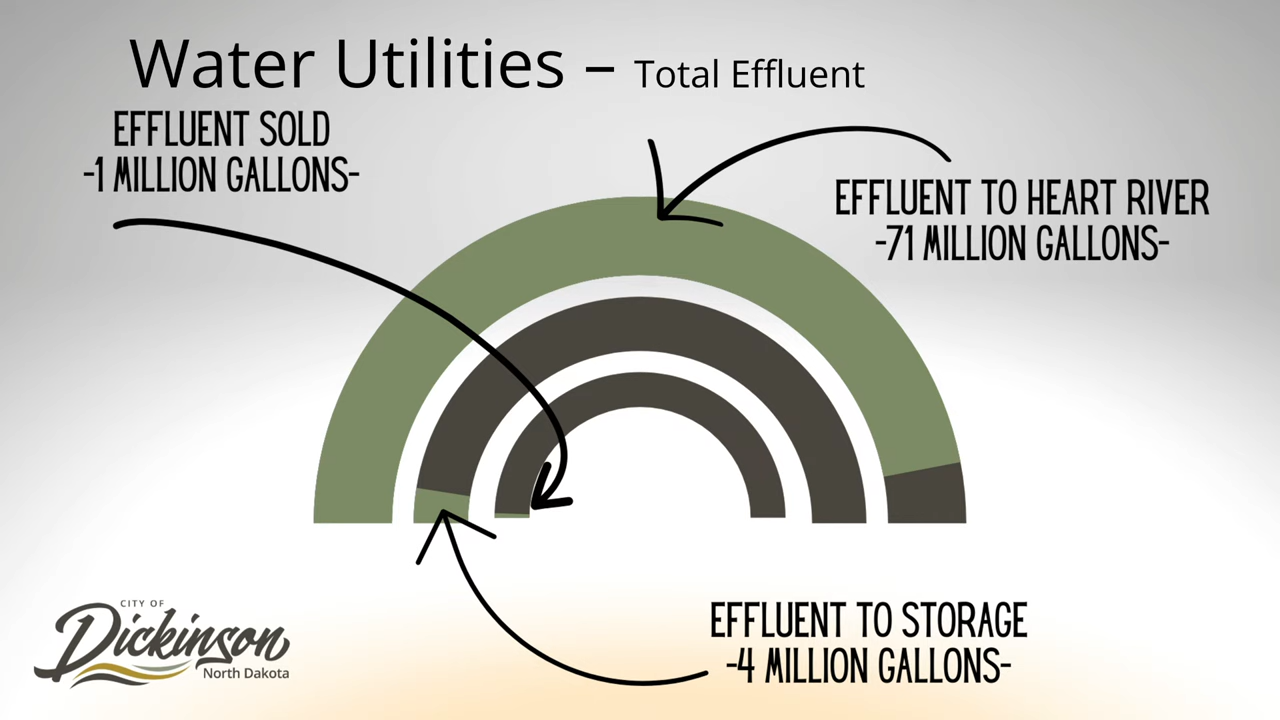 Water Utilities – Total Effluent
EFFLUENT SOLD
-1 MILLION GALLONS-
EFFLUENT TO HEART RIVER
-71 MILLION GALLONS-
EFFLUENT TO STORAGE
-4 MILLION GALLONS-
CITY OF
Dickinson
North Dakota